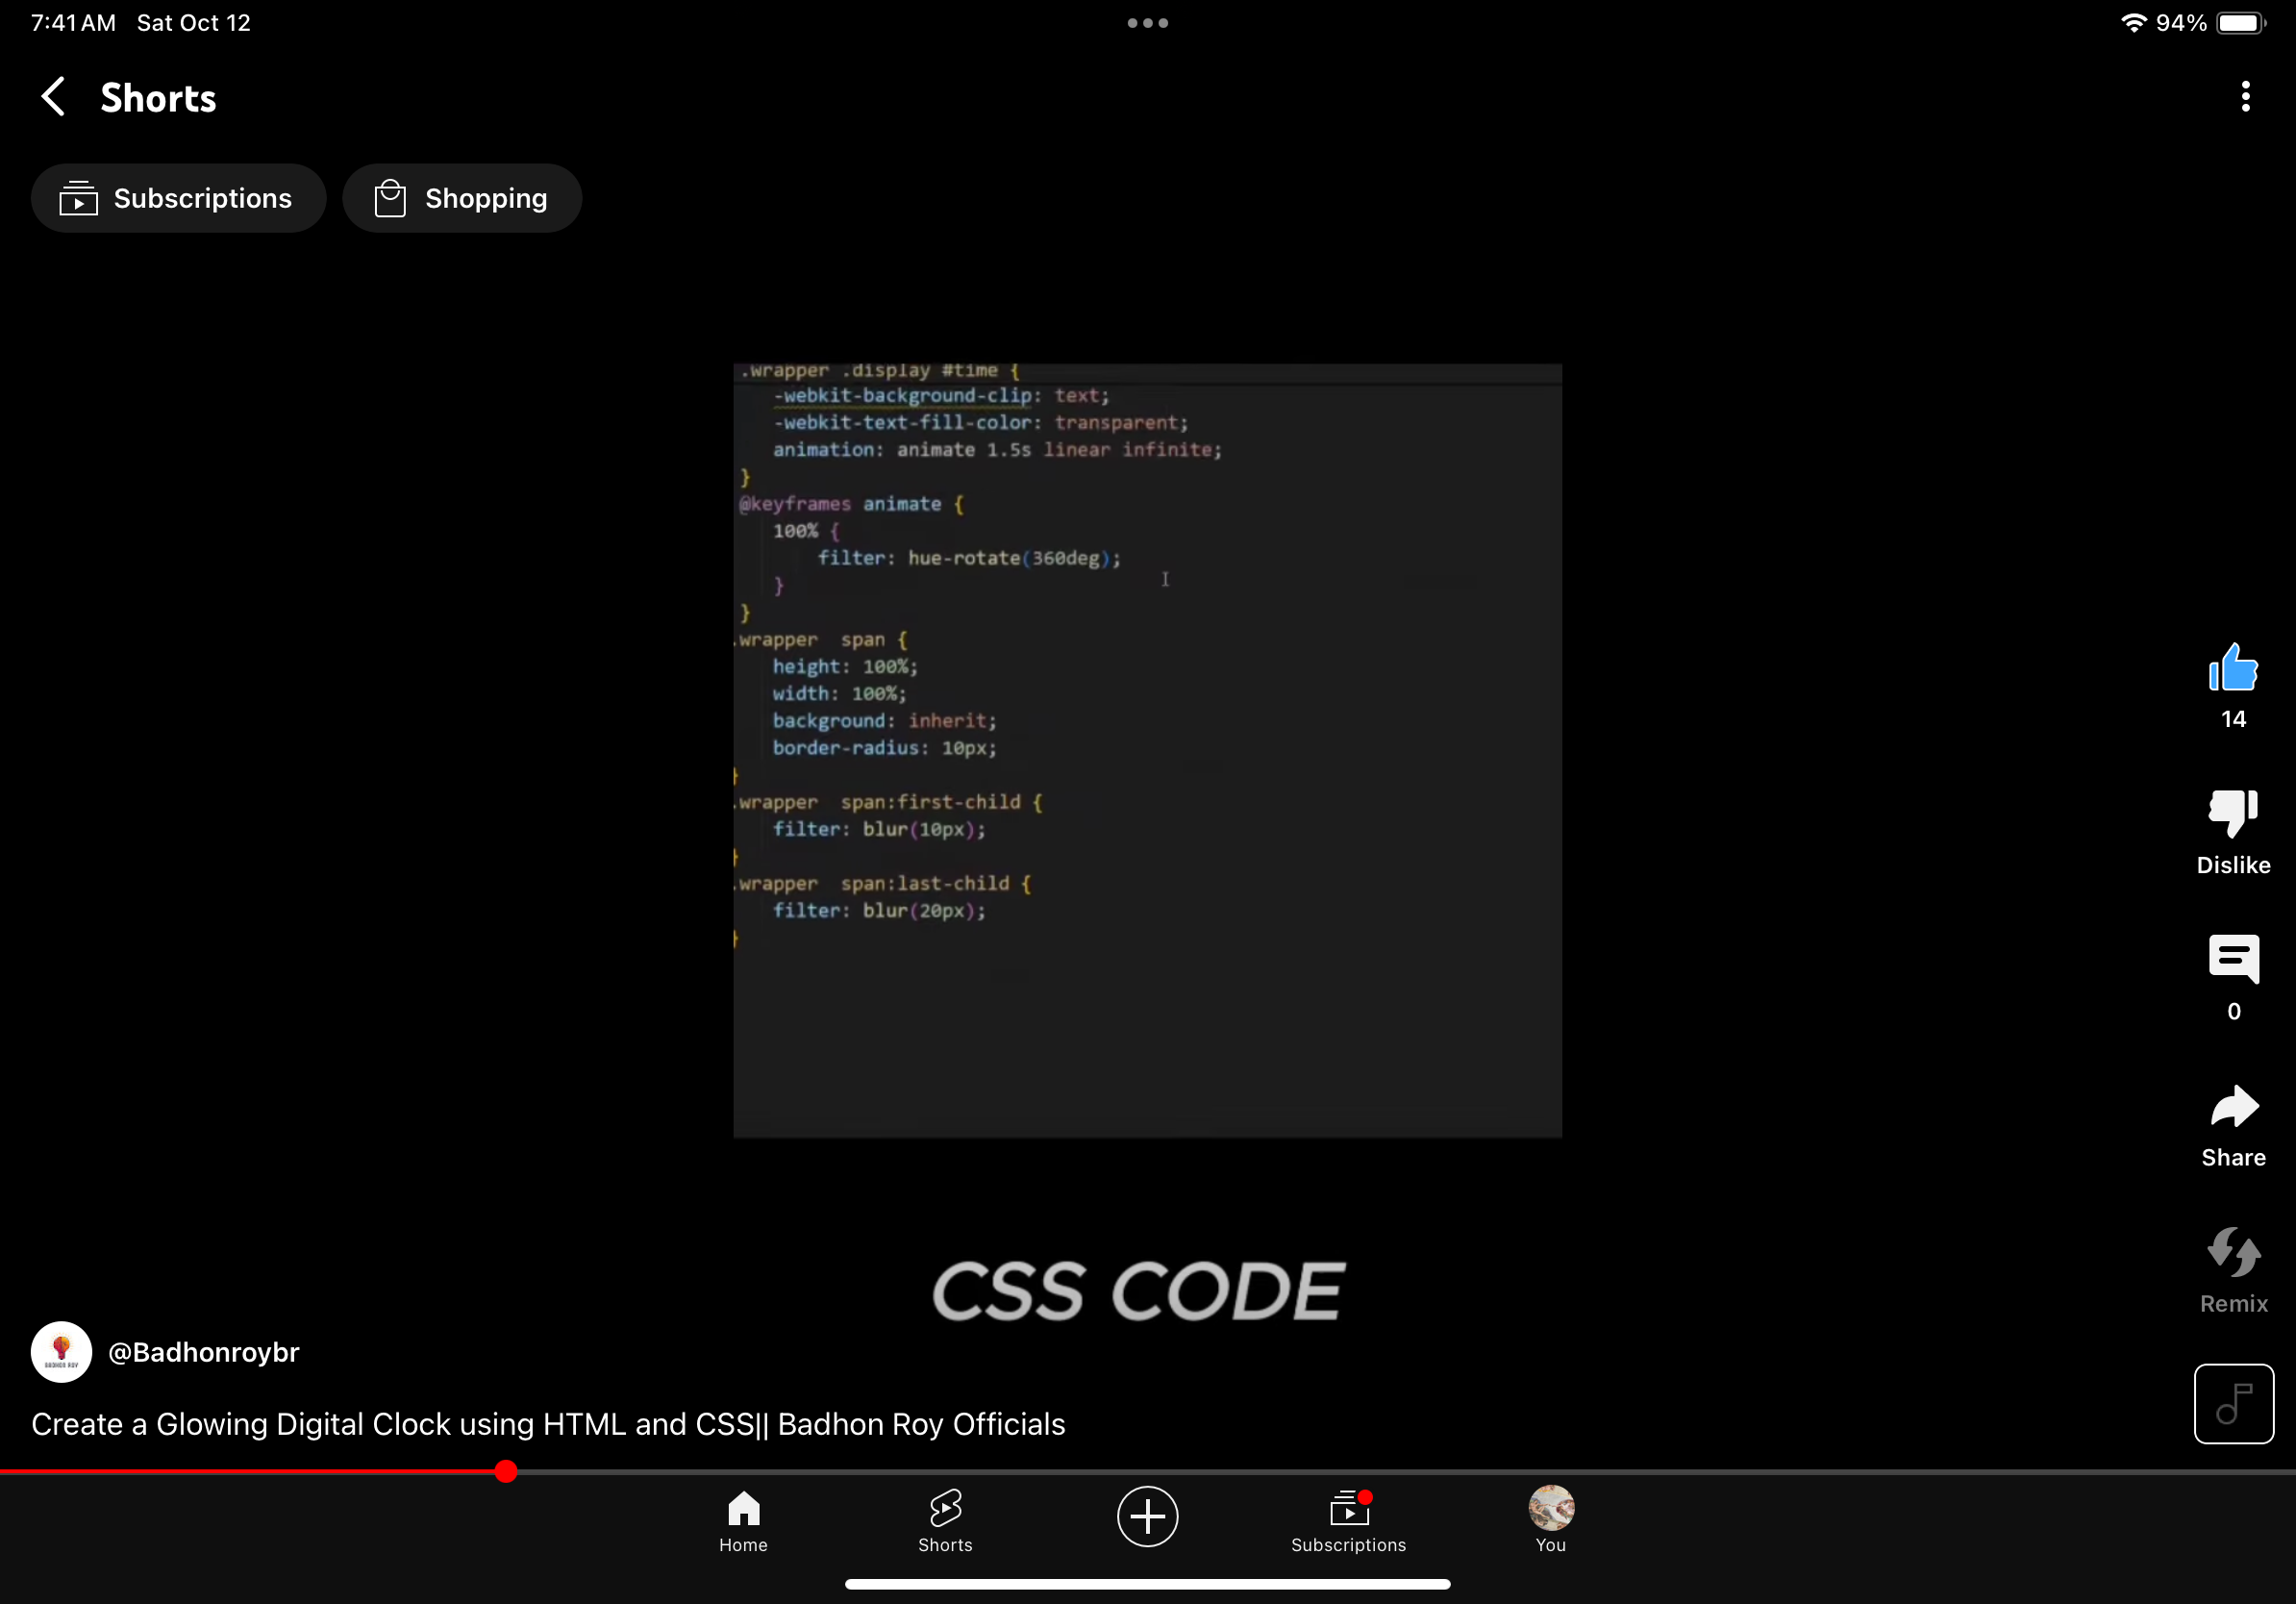 7:41 AM Sat Oct 12
94%
Shorts
Subscriptions
Shopping
.wrapper .display #time {
-webkit-background-clip: text;
-webkit-text-fill-color: transparent;
animation: animate 1.5s linear infinite;
}
@keyframes animate {
100% {
filter: hue-rotate(360deg);
}
}
.wrapper span {
height: 100%;
width: 100%;
background: inherit;
border-radius: 10px;
}
.wrapper span:first-child {
filter: blur(10px);
}
.wrapper span:last-child {
filter: blur(20px);
}
14
Dislike
0
Share
Remix
CSS CODE
BADHON ROY
@Badhonroybr
Create a Glowing Digital Clock using HTML and CSS|| Badhon Roy Officials
Home
Shorts
Subscriptions
You